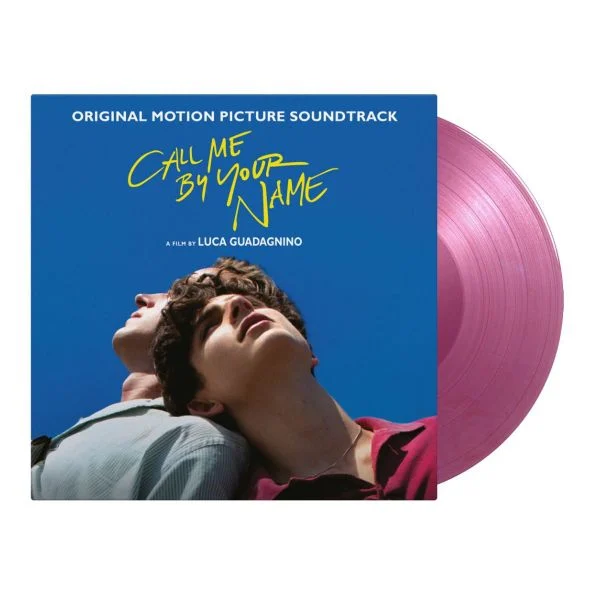 ORIGINAL MOTION PICTURE SOUNDTRACK
CALL ME
BY YOUR
NAME
A FILM BY LUCA GUADAGNINO